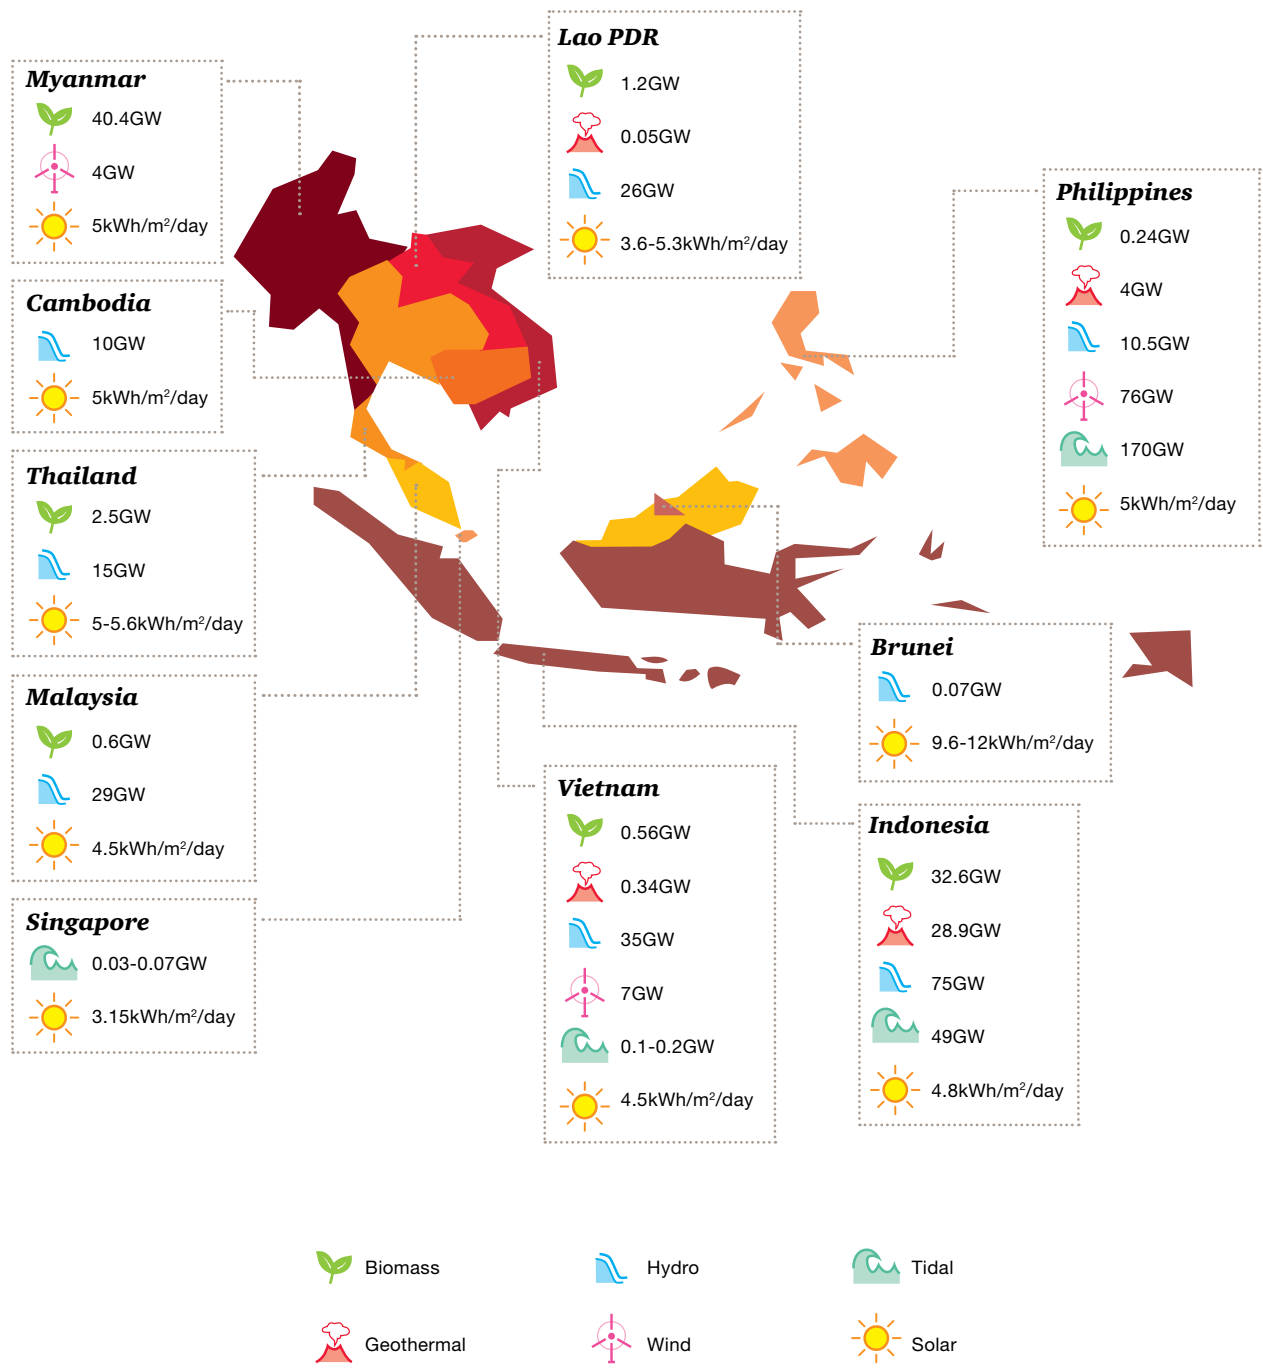 Myanmar
40.4GW
4GW
5kWh/m²/day
Cambodia
10GW
5kWh/m²/day
Thailand
2.5GW
15GW
5-5.6kWh/m²/day
Malaysia
0.6GW
29GW
4.5kWh/m²/day
Singapore
0.03-0.07GW
3.15kWh/m²/day
Lao PDR
1.2GW
0.05GW
26GW
3.6-5.3kWh/m²/day
Philippines
0.24GW
4GW
10.5GW
76GW
170GW
5kWh/m²/day
Brunei
0.07GW
9.6-12kWh/m²/day
Vietnam
0.56GW
0.34GW
35GW
7GW
0.1-0.2GW
4.5kWh/m²/day
Indonesia
32.6GW
28.9GW
75GW
49GW
4.8kWh/m²/day
Biomass
Hydro
Tidal
Geothermal
Wind
Solar